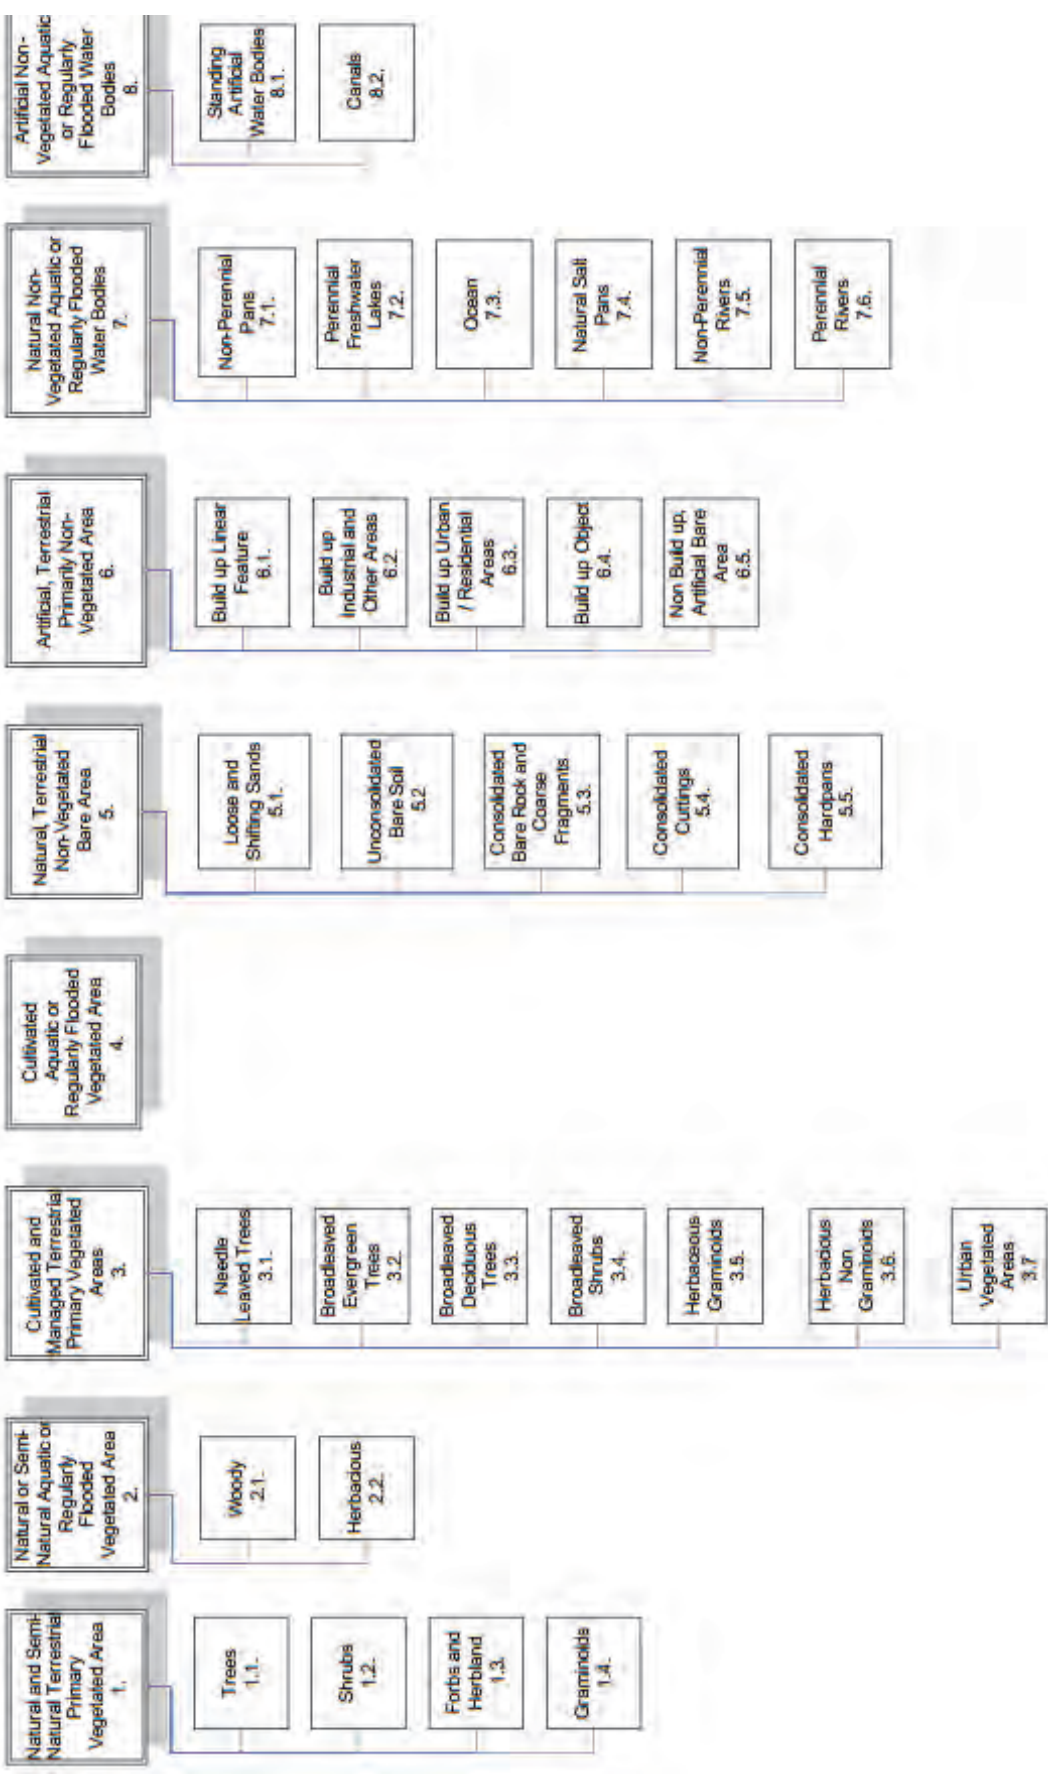 Natural and Semi-
Natural Terrestrial
Primary
Vegetated Area
1.
Trees
1.1.
Shrubs
1.2.
Forbs and
Herbland
1.3.
Graminoids
1.4.
Natural or Semi-
Natural Aquatic or
Regularly
Flooded
Vegetated Area
2.
Woody
2.1.
Herbacious
2.2.
Cultivated and
Managed Terrestrial
Primary Vegetated
Areas
3.
Needle
Leaved Trees
3.1.
Broadleaved
Evergreen
Trees
3.2.
Broadleaved
Deciduous
Trees
3.3.
Broadleaved
Shrubs
3.4.
Herbaceous
Graminoids
3.5.
Herbacious
Non
Graminoids
3.6.
Urban
Vegetated
Areas
3.7
Cultivated
Aquatic or
Regularly Flooded
Vegetated Area
4.
Natural, Terrestrial
Non-Vegetated
Bare Area
5.
Loose and
Shifting Sands
5.1.
Unconsolidated
Bare Soil
5.2
Consolidated
Bare Rock and
Coarse
Fragments
5.3.
Consolidated
Cuttings
5.4.
Consolidated
Hardpans
5.5.
Artificial, Terrestrial
Primarily Non-
Vegetated Area
6.
Build up Linear
Feature
6.1.
Build up
Industrial and
Other Areas
6.2.
Build up Urban
/ Residential
Areas
6.3.
Build up Object
6.4.
Non Build up,
Artificial Bare
Area
6.5.
Natural Non-
Vegetated Aquatic or
Regularly Flooded
Water Bodies
7.
Non-Perennial
Pans
7.1.
Perennial
Freshwater
Lakes
7.2.
Ocean
7.3.
Natural Salt
Pans
7.4.
Non-Perennial
Rivers
7.5.
Perennial
Rivers
7.6.
Artificial Non-
Vegetated Aquatic
or Regularly
Flooded Water
Bodies
8.
Standing
Artificial
Water Bodies
8.1.
Canals
8.2.